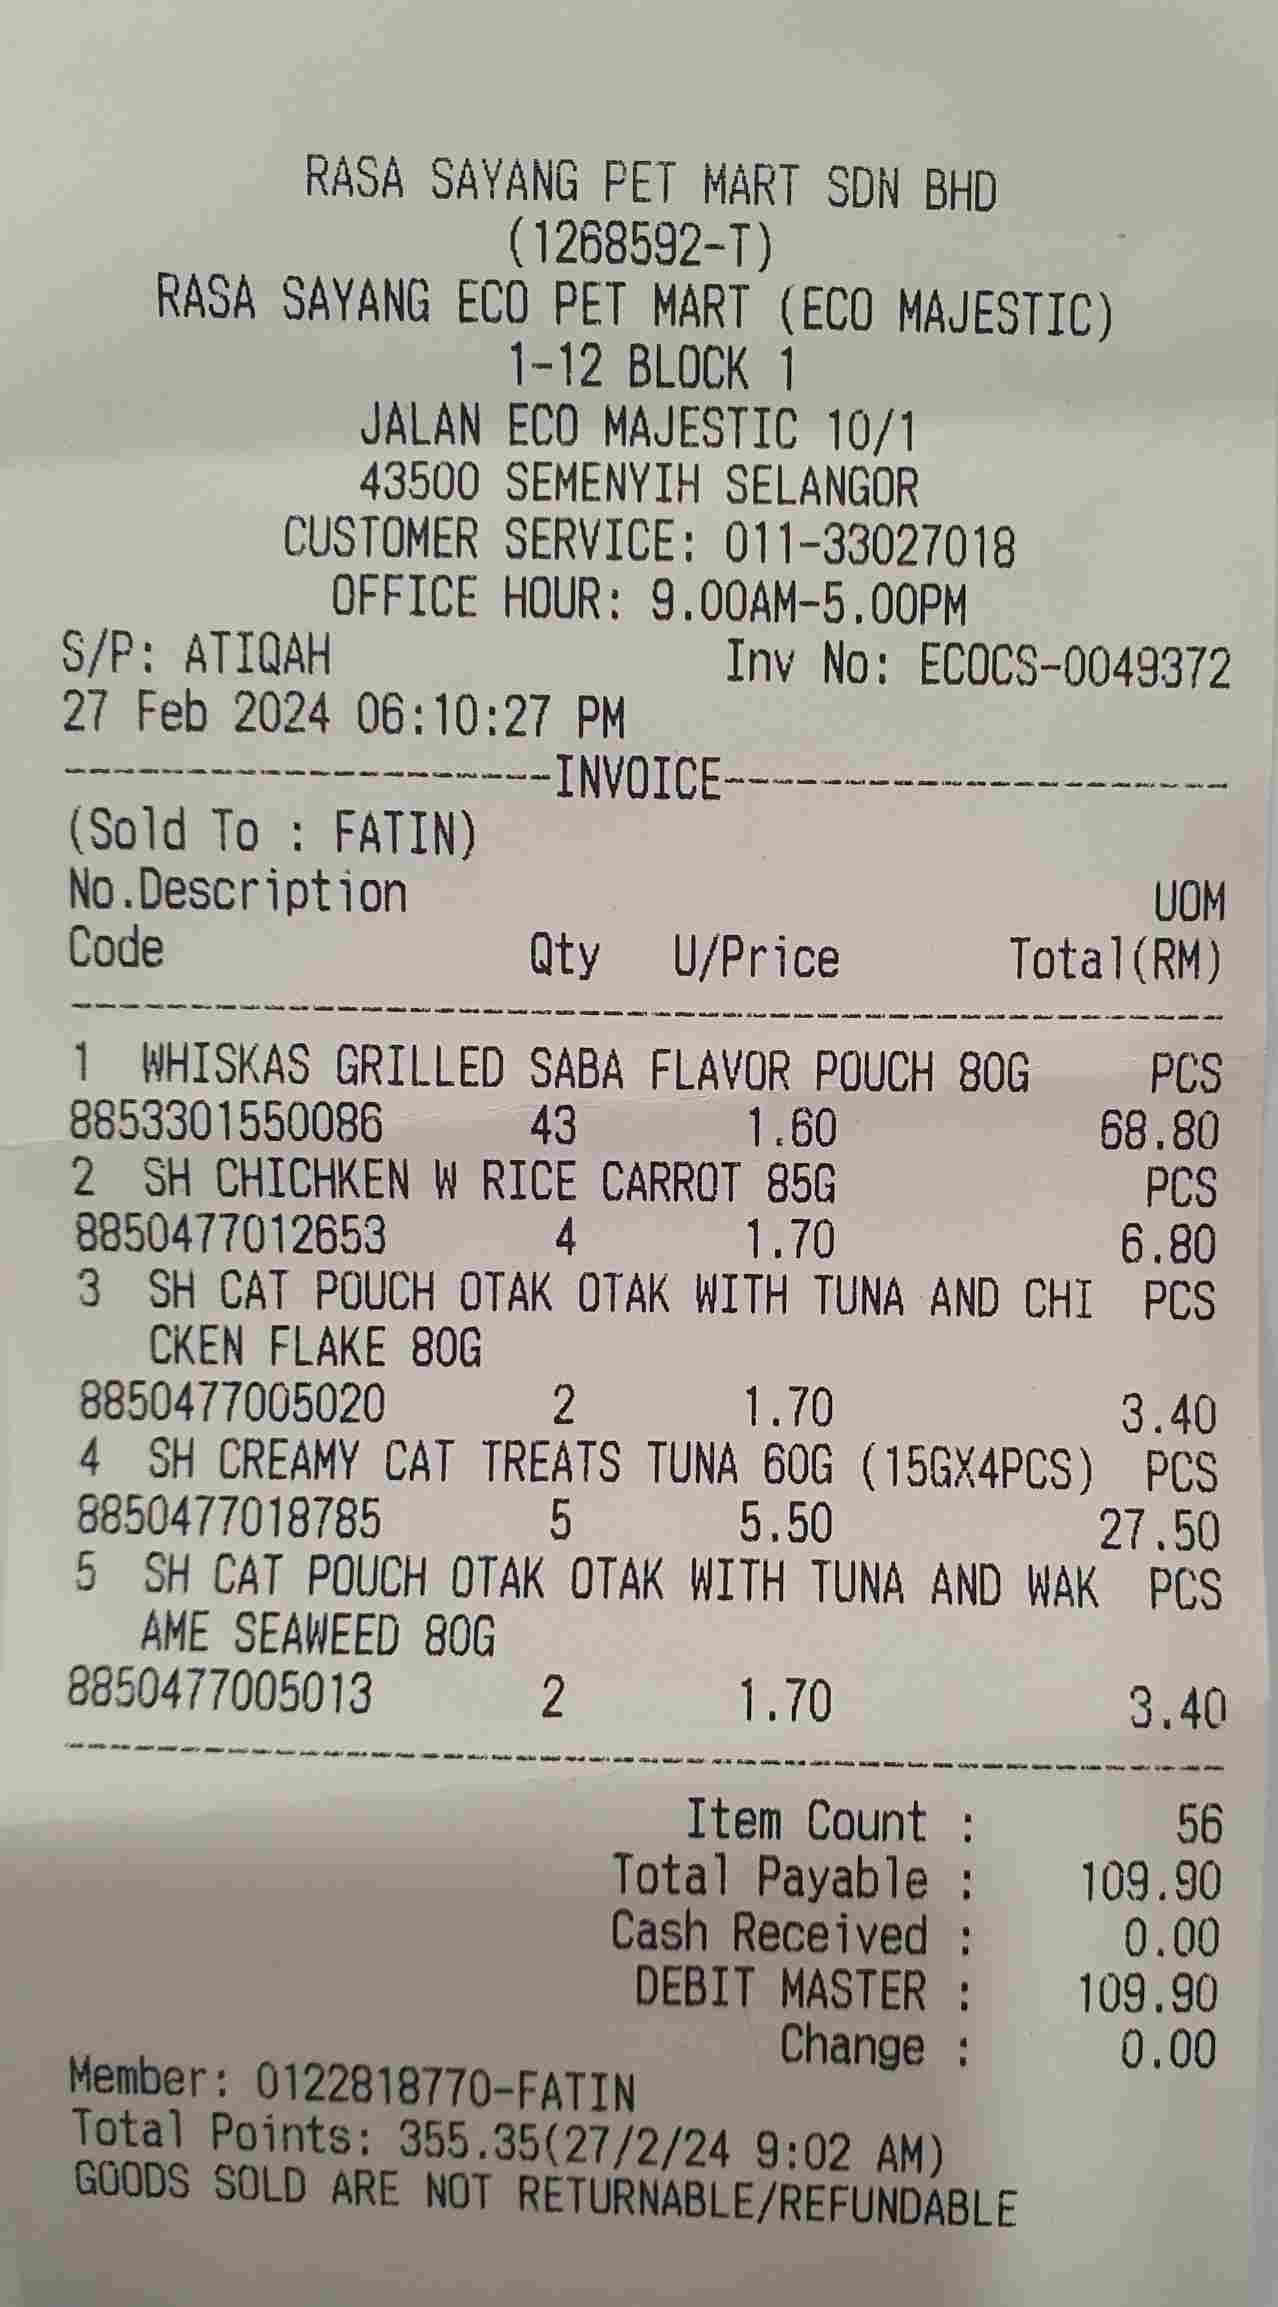 RASA SAYANG PET MART SDN BHD
(1268592-T)
RASA SAYANG ECO PET MART (ECO MAJESTIC)
1-12 BLOCK 1
JALAN ECO MAJESTIC 10/1
43500 SEMENYIH SELANGOR
CUSTOMER SERVICE: 011-33027018
OFFICE HOUR: 9.00AM-5.00PM
S/P: ATIQAH Inv No: ECOCS-0049372
27 Feb 2024 06:10:27 PM
--------------------INVOICE--------------------
(Sold To : FATIN)
No.Description UOM
Code Qty U/Price Total(RM)
1 WHISKAS GRILLED SABA FLAVOR POUCH 80G PCS
8853301550086 43 1.60 68.80
2 SH CHICHKEN W RICE CARROT 85G PCS
8850477012653 4 1.70 6.80
3 SH CAT POUCH OTAK OTAK WITH TUNA AND CHI PCS
CKEN FLAKE 80G
8850477005020 2 1.70 3.40
4 SH CREAMY CAT TREATS TUNA 60G (15GX4PCS) PCS
8850477018785 5 5.50 27.50
5 SH CAT POUCH OTAK OTAK WITH TUNA AND WAK PCS
AME SEAWEED 80G
8850477005013 2 1.70 3.40
Item Count : 56
Total Payable : 109.90
Cash Received : 0.00
DEBIT MASTER : 109.90
Change : 0.00
Member: 0122818770-FATIN
Total Points: 355.35(27/2/24 9:02 AM)
GOODS SOLD ARE NOT RETURNABLE/REFUNDABLE